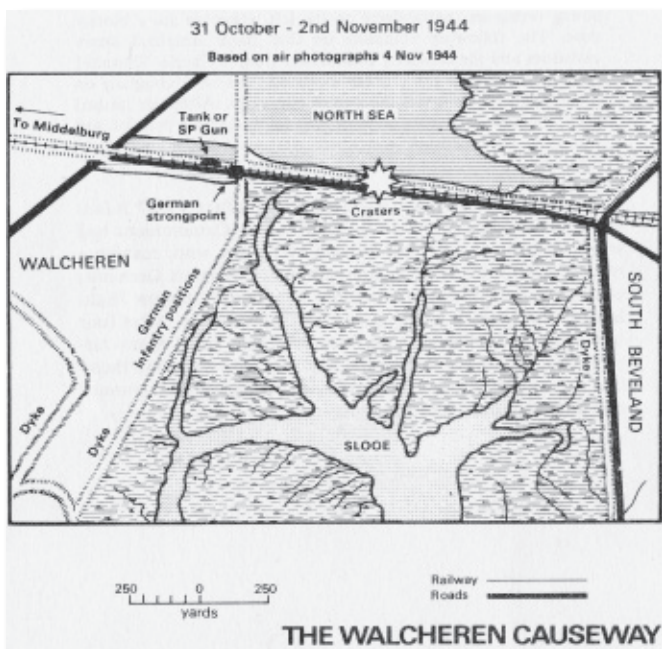 31 October - 2nd November 1944
Based on air photographs 4 Nov 1944
To Middelburg
Tank or
SP Gun
NORTH SEA
German
strongpoint
Craters
WALCHEREN
German
Infantry positions
Dyke
Dyke
SLOOE
Dyke
SOUTH BEVELAND
250 0 250
yards
Railway
Roads
THE WALCHEREN CAUSEWAY